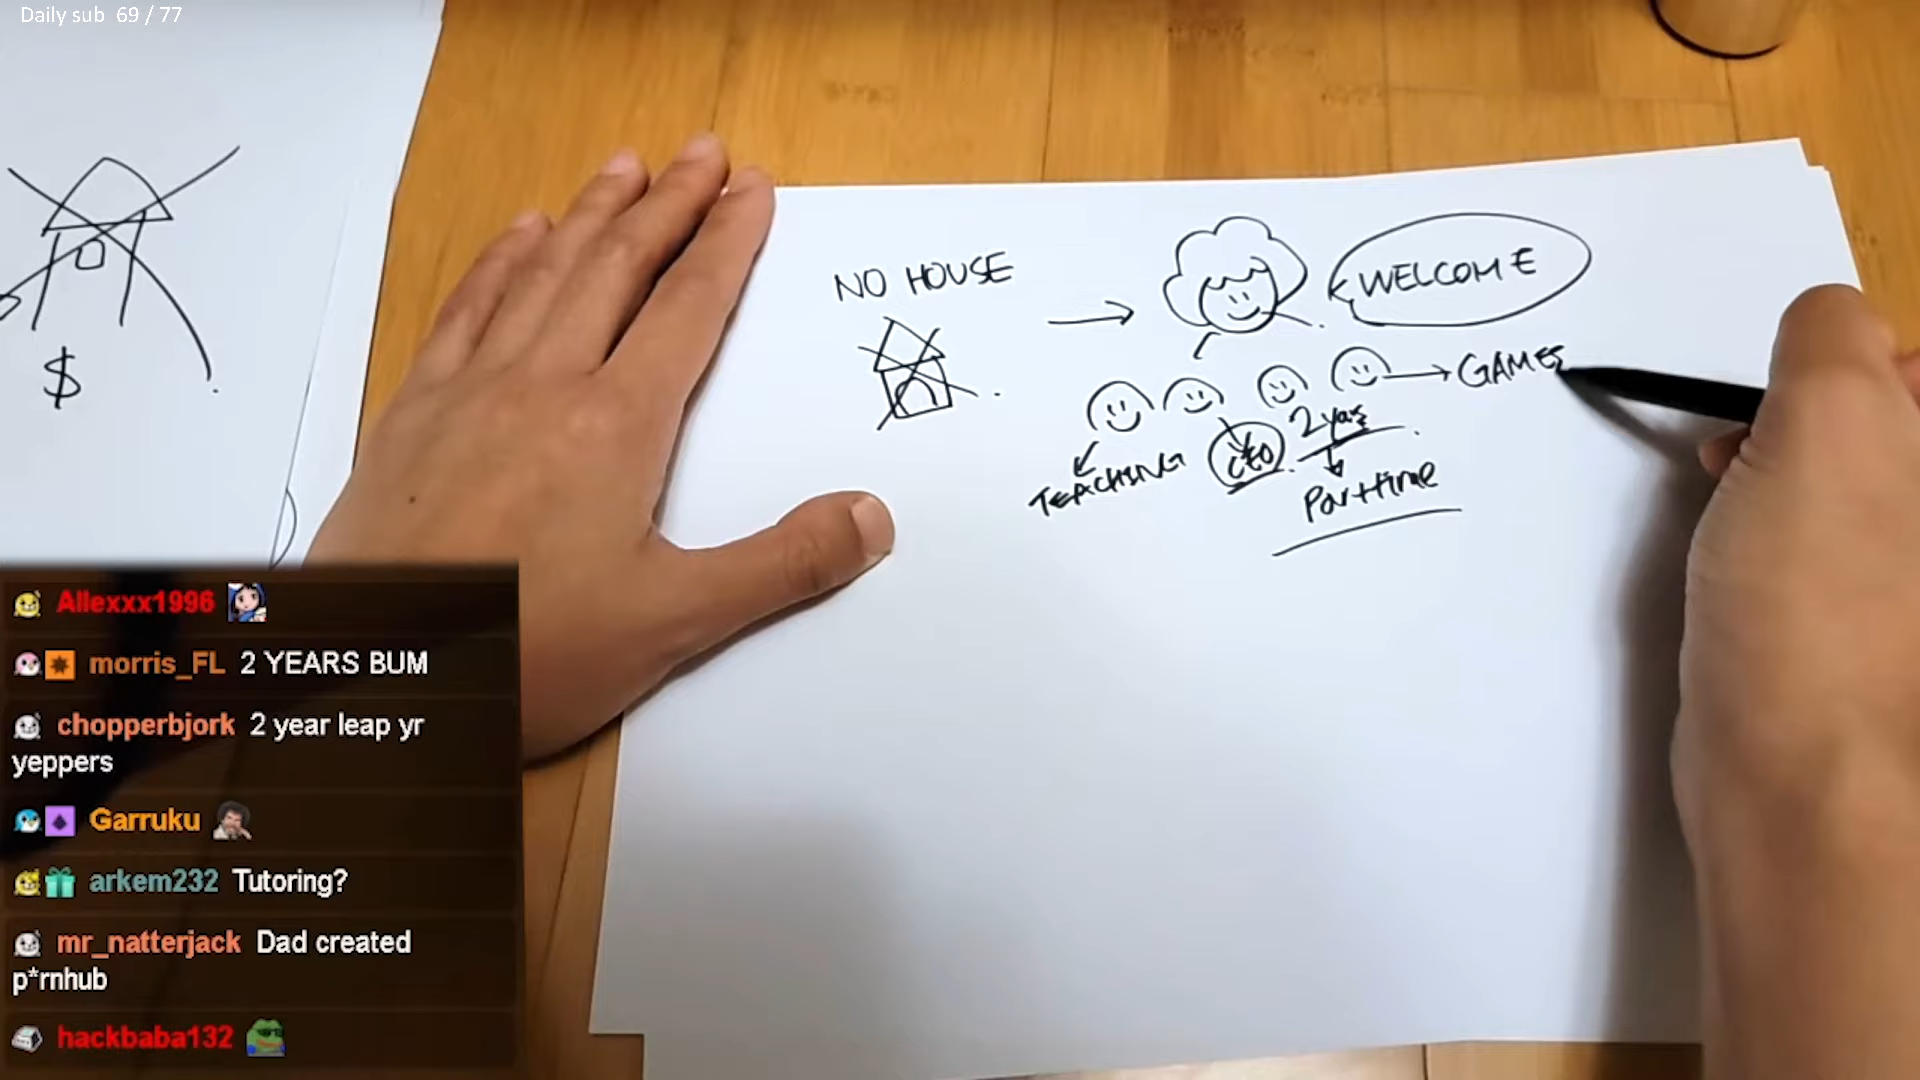 Daily sub 69 / 77
$
NO HOUSE
WELCOME
GAMES
2 years
TEACHING
CEO
Part time
Allexxx1996
morris_FL 2 YEARS BUM
chopperbjork 2 year leap yr
yeppers
Garruku
arkem232 Tutoring?
mr_natterjack Dad created
p*rnhub
hackbaba132